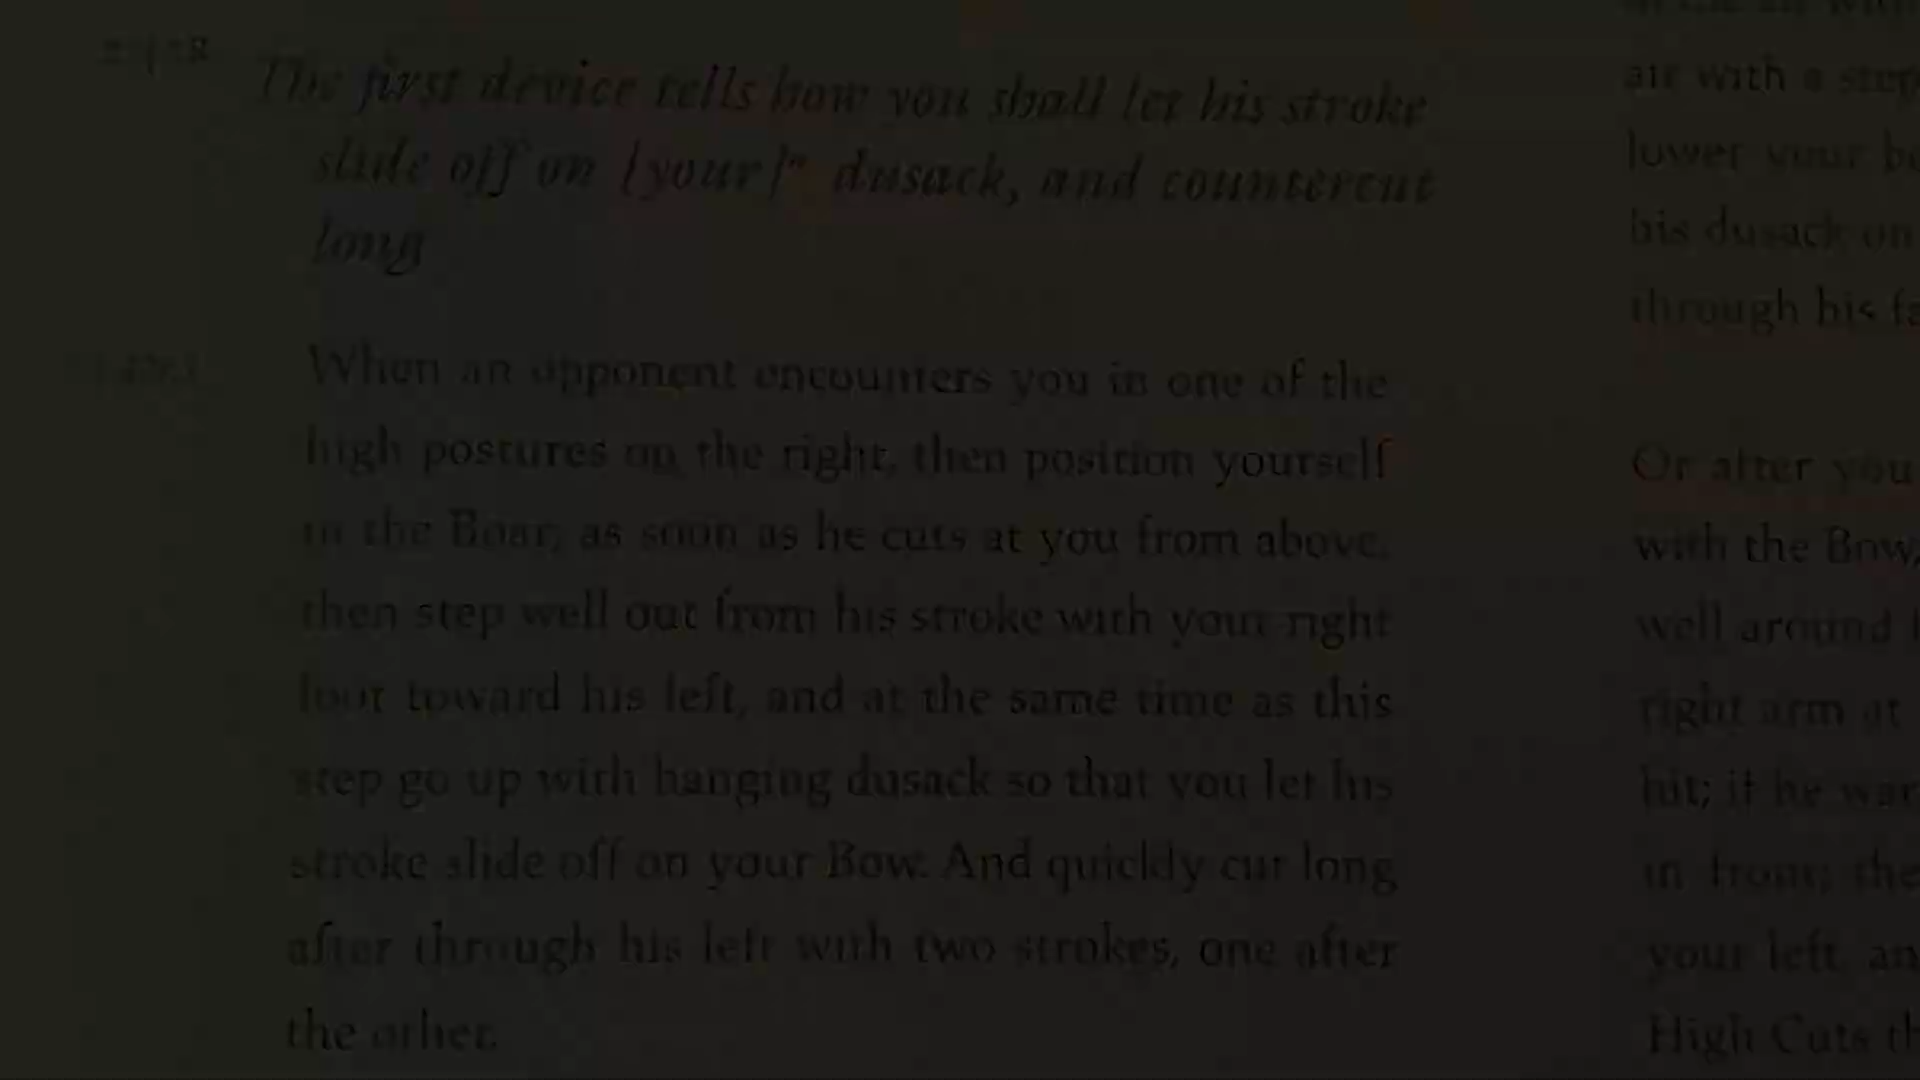 The first device tells how you shall let his stroke
slide off on [your]* dusack, and countercut
long
When an opponent encounters you in one of the
high postures on the right, then position yourself
in the Boar; as soon as he cuts at you from above,
then step well out from his stroke with your right
foot toward his left, and at the same time as this
step go up with hanging dusack so that you let his
stroke slide off on your Bow. And quickly cut long
after through his left with two strokes, one after
the other.
air with a step
lower your
his dusack on
through his
Or after you
with the Bow,
well around
right arm at
hit; if he
in front; the
your left, an
High Cuts